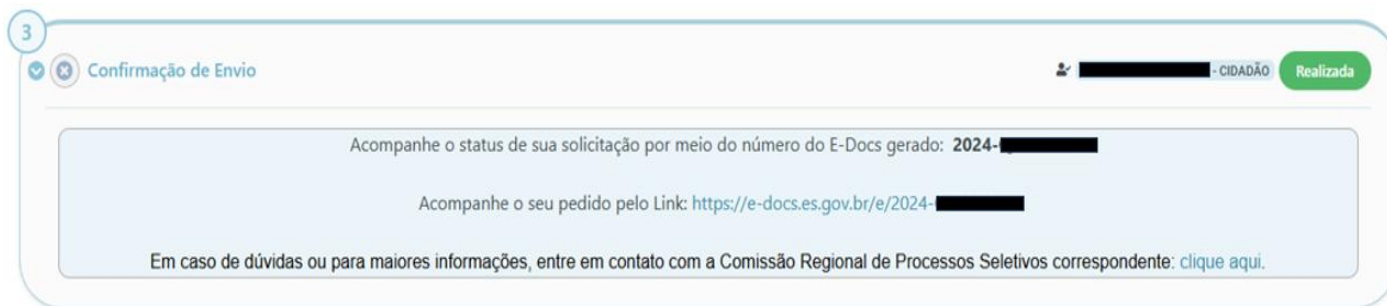 3
Confirmação de Envio
- CIDADÃO
Realizada
Acompanhe o status de sua solicitação por meio do número do E-Docs gerado: 2024-
Acompanhe o seu pedido pelo Link: https://e-docs.es.gov.br/e/2024-
Em caso de dúvidas ou para maiores informações, entre em contato com a Comissão Regional de Processos Seletivos correspondente: clique aqui.